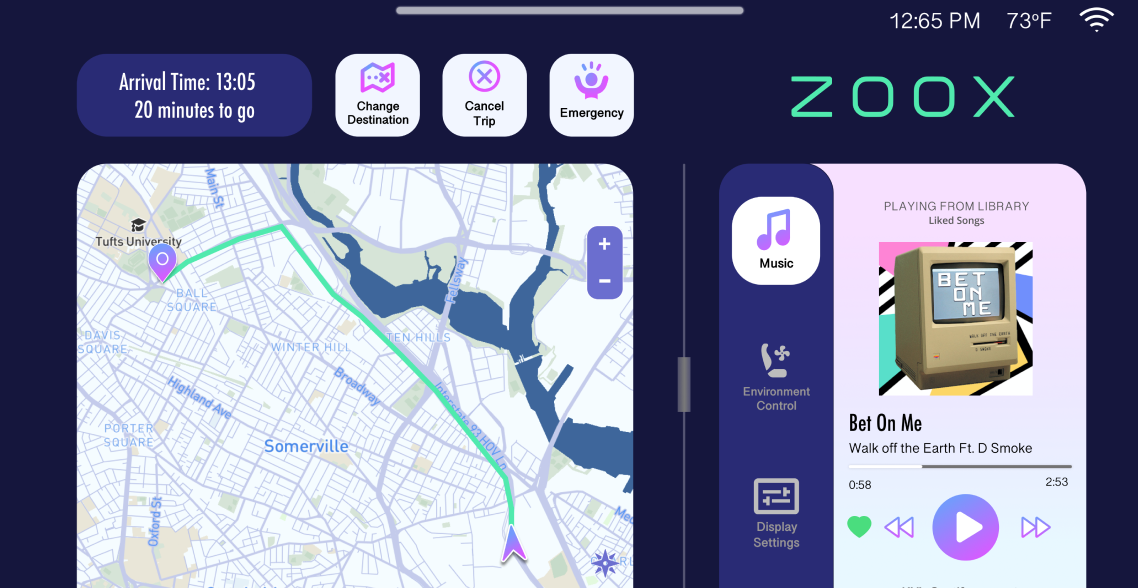 12:65 PM 73ºF
Arrival Time: 13:05
20 minutes to go
Change
Destination
Cancel
Trip
Emergency
ZOOX
Main St
Tufts University
BALL
SQUARE
DAVIS
SQUARE
Fellsway
TEN HILLS
WINTER HILL
Broadway
Highland Ave
Interstate 93 HOV Ln
PORTER
SQUARE
Somerville
Oxford St
+
−
Music
Environment
Control
Display
Settings
PLAYING FROM LIBRARY
Liked Songs
BET
ON
ME
WALK OFF THE EARTH
D SMOKE
Bet On Me
Walk off the Earth Ft. D Smoke
0:58
2:53